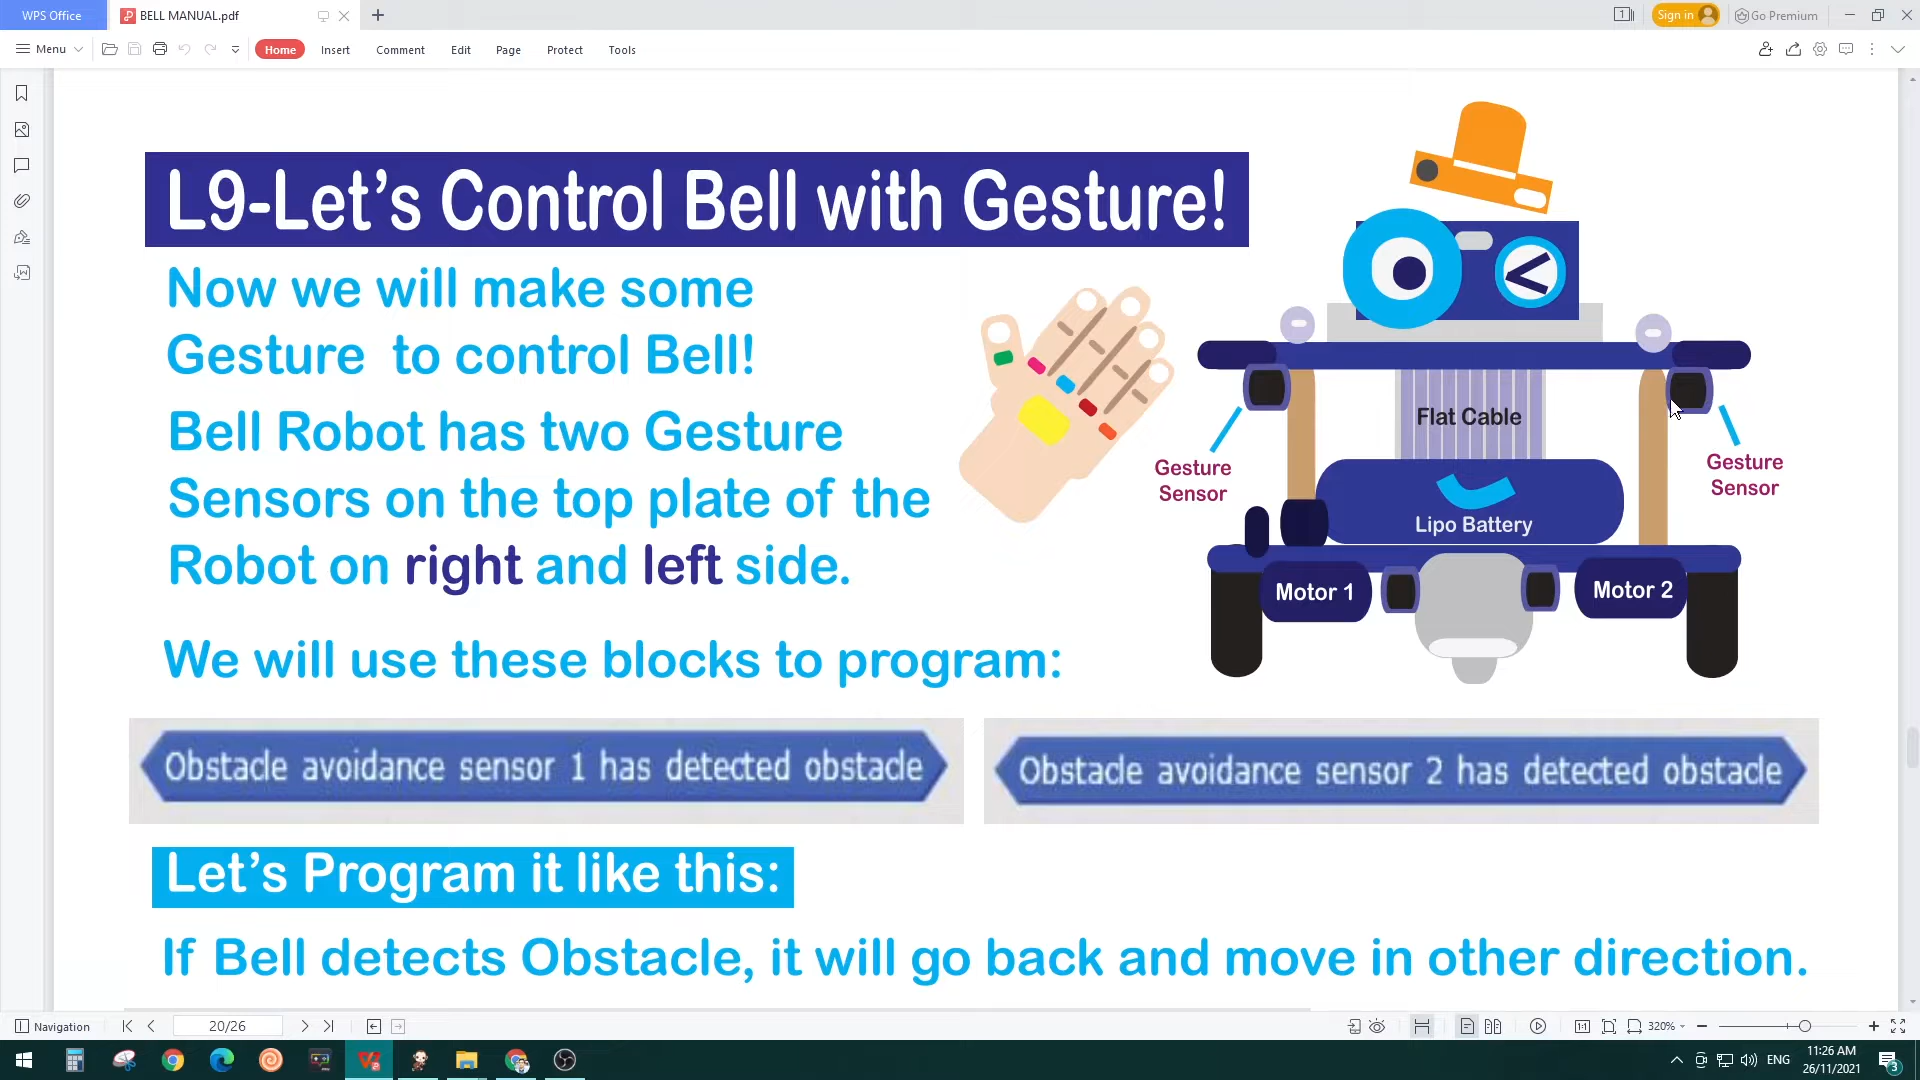 WPS Office
BELL MANUAL.pdf
1
Sign in
Go Premium
Menu
Home
Insert
Comment
Edit
Page
Protect
Tools
L9-Let's Control Bell with Gesture!
Now we will make some
Gesture to control Bell!
Bell Robot has two Gesture
Sensors on the top plate of the
Robot on right and left side.
We will use these blocks to program:
Flat Cable
Gesture
Sensor
Gesture
Sensor
Lipo Battery
Motor 1
Motor 2
Obstacle avoidance sensor 1 has detected obstacle
Obstacle avoidance sensor 2 has detected obstacle
Let's Program it like this:
If Bell detects Obstacle, it will go back and move in other direction.
Navigation
20/26
1:1
320%
ENG
11:26 AM
26/11/2021
3